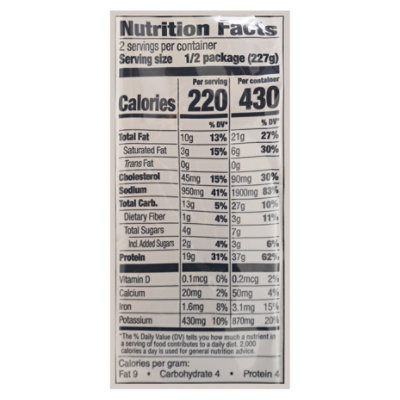 Nutrition Facts
2 servings per container
Serving size 1/2 package (227g)
Per serving Per container
Calories 220 430
% DV* % DV*
Total Fat 10g 13% 21g 27%
Saturated Fat 3g 15% 6g 30%
Trans Fat 0g 0g
Cholesterol 45mg 15% 90mg 30%
Sodium 950mg 41% 1900mg 83%
Total Carb. 13g 5% 27g 10%
Dietary Fiber 1g 4% 3g 11%
Total Sugars 4g 7g
Incl. Added Sugars 2g 4% 3g 6%
Protein 19g 31% 37g 62%
Vitamin D 0.1mcg 0% 0.2mcg 2%
Calcium 20mg 2% 50mg 4%
Iron 1.6mg 8% 3.1mg 15%
Potassium 430mg 10% 870mg 20%
*The % Daily Value (DV) tells you how much a nutrient in
a serving of food contributes to a daily diet. 2,000
calories a day is used for general nutrition advice.
Calories per gram:
Fat 9 • Carbohydrate 4 • Protein 4